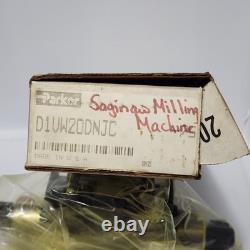 Parker
Saginaw Milling
Machine
D1VW20DNJC
MADE IN U S A
20